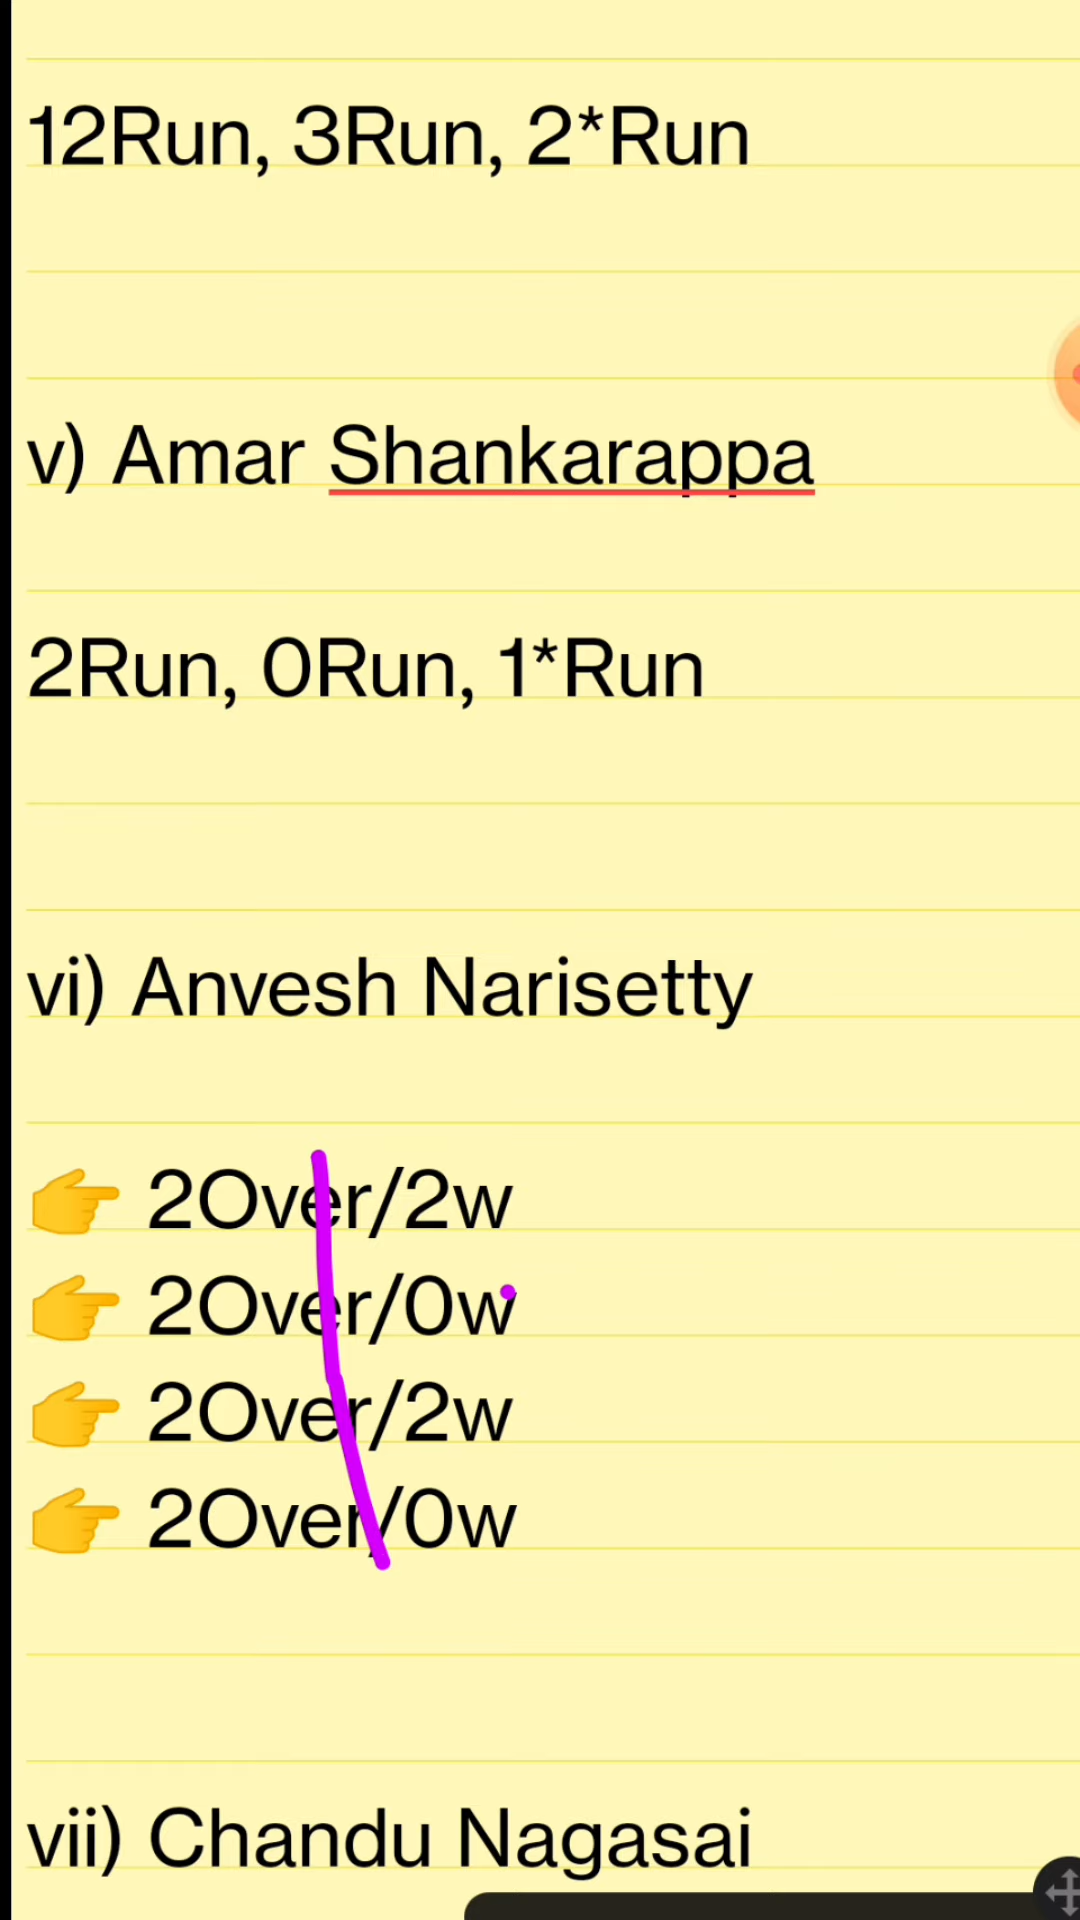 12Run, 3Run, 2*Run
v) Amar Shankarappa
2Run, 0Run, 1*Run
vi) Anvesh Narisetty
👉 2Over/2w
👉 2Over/0w
👉 2Over/2w
👉 2Over/0w
vii) Chandu Nagasai